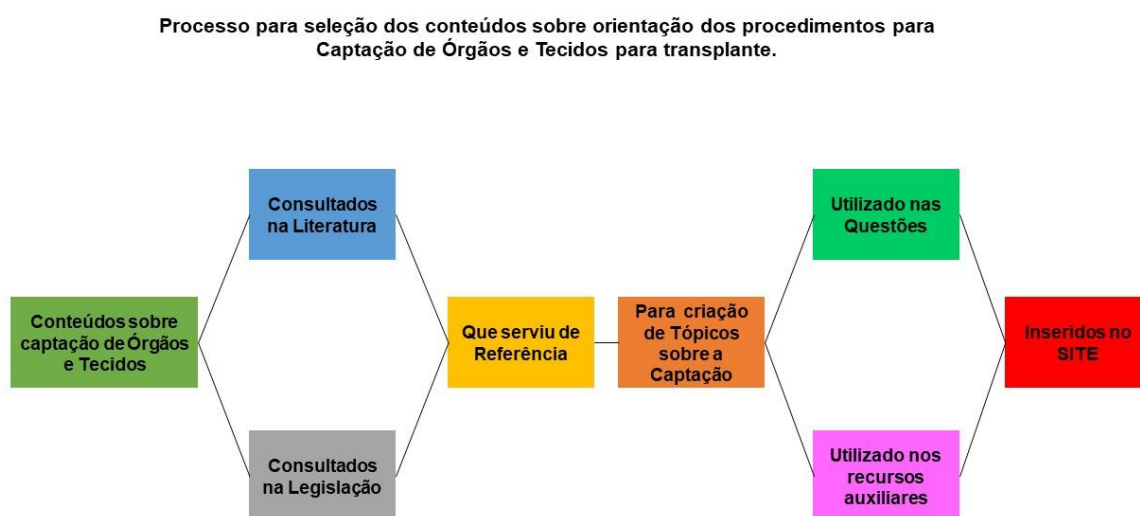 Processo para seleção dos conteúdos sobre orientação dos procedimentos para
Captação de Órgãos e Tecidos para transplante.
Conteúdos sobre
captação de Órgãos
e Tecidos
Consultados
na Literatura
Consultados
na Legislação
Que serviu de
Referência
Para criação
de Tópicos
sobre a
Captação
Utilizado nas
Questões
Utilizado nos
recursos
auxiliares
Inseridos no
SITE